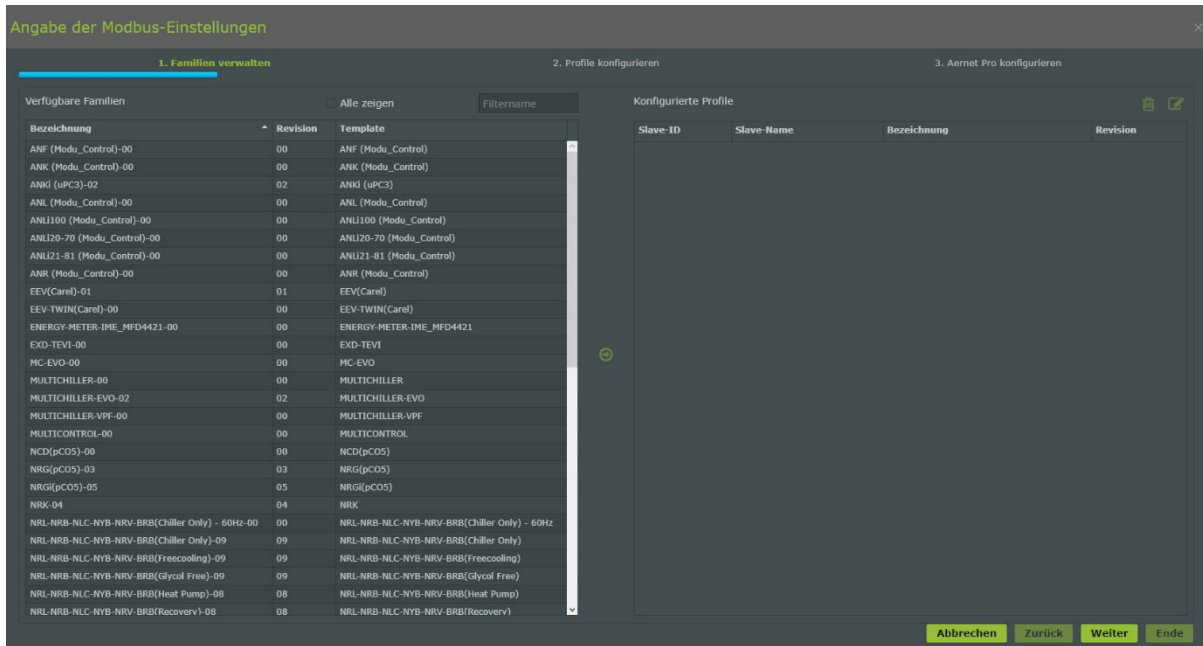 Angabe der Modbus-Einstellungen
1. Familien verwalten 2. Profile konfigurieren 3. Aernet Pro konfigurieren
Verfügbare Familien Alle zeigen Filtername Konfigurierte Profile
Bezeichnung Revision Template Slave-ID Slave-Name Bezeichnung Revision
ANF (Modu_Control)-00 00 ANF (Modu_Control)
ANK (Modu_Control)-00 00 ANK (Modu_Control)
ANKi (uPC3)-02 02 ANKi (uPC3)
ANL (Modu_Control)-00 00 ANL (Modu_Control)
ANLi100 (Modu_Control)-00 00 ANLi100 (Modu_Control)
ANLi20-70 (Modu_Control)-00 00 ANLi20-70 (Modu_Control)
ANLi21-81 (Modu_Control)-00 00 ANLi21-81 (Modu_Control)
ANR (Modu_Control)-00 00 ANR (Modu_Control)
EEV(Carel)-01 01 EEV(Carel)
EEV-TWIN(Carel)-00 00 EEV-TWIN(Carel)
ENERGY-METER-IME_MFD4421-00 00 ENERGY-METER-IME_MFD4421
EXD-TEVI-00 00 EXD-TEVI
MC-EVO-00 00 MC-EVO
MULTICHILLER-00 00 MULTICHILLER
MULTICHILLER-EVO-02 02 MULTICHILLER-EVO
MULTICHILLER-VPF-00 00 MULTICHILLER-VPF
MULTICONTROL-00 00 MULTICONTROL
NCD(pCO5)-00 00 NCD(pCO5)
NRG(pCO5)-03 03 NRG(pCO5)
NRGi(pCO5)-05 05 NRGi(pCO5)
NRK-04 04 NRK
NRL-NRB-NLC-NYB-NRV-BRB(Chiller Only) - 60Hz-00 00 NRL-NRB-NLC-NYB-NRV-BRB(Chiller Only) - 60Hz
NRL-NRB-NLC-NYB-NRV-BRB(Chiller Only)-09 09 NRL-NRB-NLC-NYB-NRV-BRB(Chiller Only)
NRL-NRB-NLC-NYB-NRV-BRB(Freecooling)-09 09 NRL-NRB-NLC-NYB-NRV-BRB(Freecooling)
NRL-NRB-NLC-NYB-NRV-BRB(Glycol Free)-09 09 NRL-NRB-NLC-NYB-NRV-BRB(Glycol Free)
NRL-NRB-NLC-NYB-NRV-BRB(Heat Pump)-08 08 NRL-NRB-NLC-NYB-NRV-BRB(Heat Pump)
NRL-NRB-NLC-NYB-NRV-BRB(Recovery)-08 08 NRL-NRB-NLC-NYB-NRV-BRB(Recovery)
Abbrechen Zurück Weiter Ende